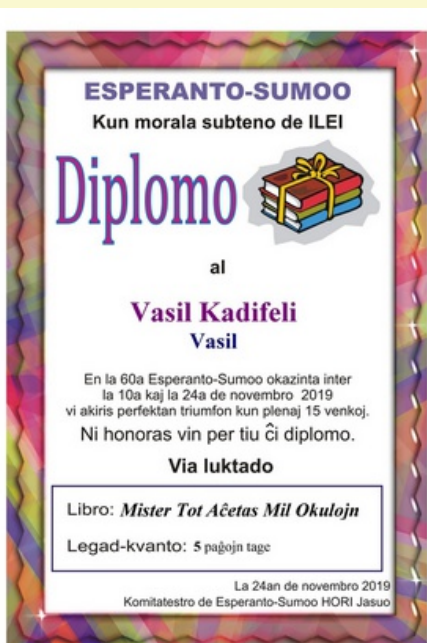 ESPERANTO-SUMOO
Kun morala subteno de ILEI
Diplomo
al
Vasil Kadifeli
Vasil
En la 60a Esperanto-Sumoo okazinta inter
la 10a kaj la 24a de novembro 2019
vi akiris perfektan triumfon kun plenaj 15 venkoj.
Ni honoras vin per tiu ĉi diplomo.
Via luktado
Libro: Mister Tot Aĉetas Mil Okulojn
Legad-kvanto: 5 paĝojn tage
La 24an de novembro 2019
Komitatestro de Esperanto-Sumoo HORI Jasuo